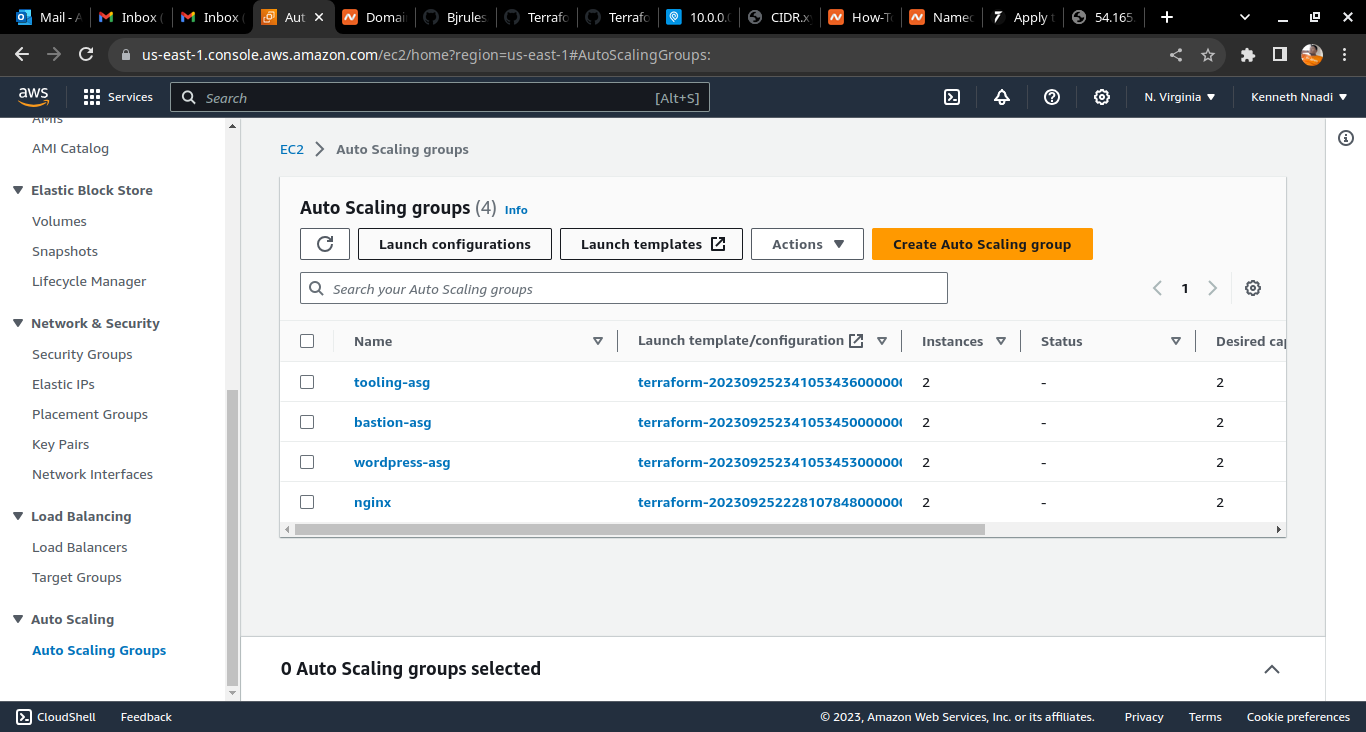 Mail - A
Inbox (
Inbox (
Aut
Domai
Bjrules
Terrafo
Terrafo
10.0.0.
CIDR.x
How-T
Named
Apply t
54.165.
us-east-1.console.aws.amazon.com/ec2/home?region=us-east-1#AutoScalingGroups:
aws
Services
Search
[Alt+S]
N. Virginia
Kenneth Nnadi
AMIs
AMI Catalog
Elastic Block Store
Volumes
Snapshots
Lifecycle Manager
Network & Security
Security Groups
Elastic IPs
Placement Groups
Key Pairs
Network Interfaces
Load Balancing
Load Balancers
Target Groups
Auto Scaling
Auto Scaling Groups
EC2 > Auto Scaling groups
Auto Scaling groups (4) Info
Launch configurations
Launch templates
Actions
Create Auto Scaling group
Search your Auto Scaling groups
1
Name Launch template/configuration Instances Status Desired cap
tooling-asg terraform-20230925234105343600000 2 - 2
bastion-asg terraform-20230925234105345000000 2 - 2
wordpress-asg terraform-20230925234105345300000 2 - 2
nginx terraform-20230925222810784800000 2 - 2
0 Auto Scaling groups selected
CloudShell
Feedback
© 2023, Amazon Web Services, Inc. or its affiliates.
Privacy
Terms
Cookie preferences